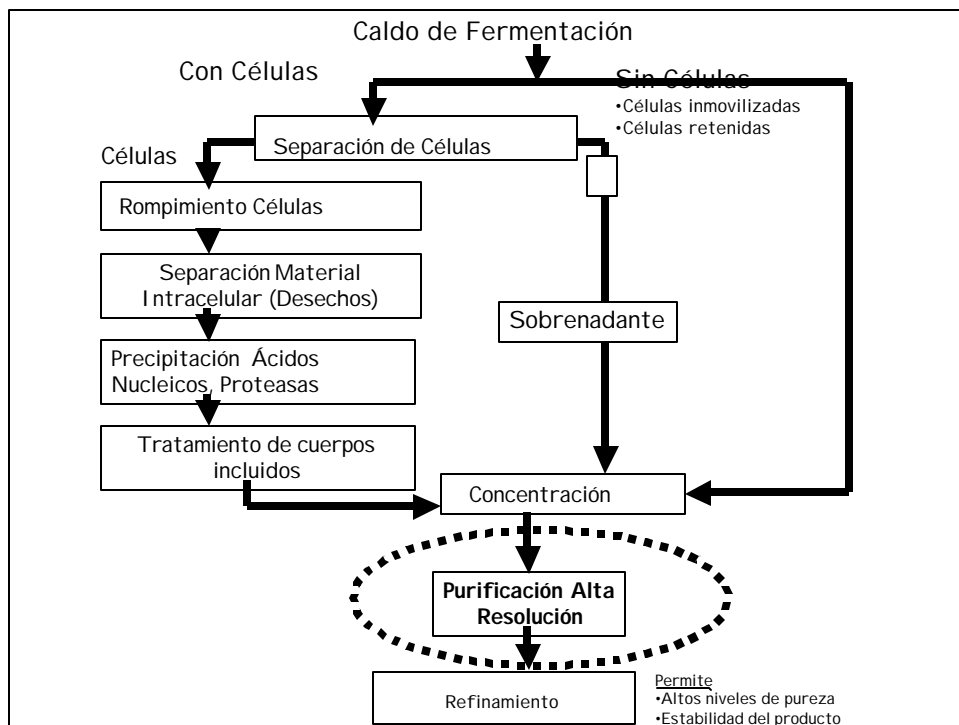 Caldo de Fermentación
Con Células
Sin Células
•Células inmovilizadas
•Células retenidas
Separación de Células
Células
Rompimiento Células
Separación Material
Intracelular (Desechos)
Sobrenadante
Precipitación Ácidos
Nucleicos, Proteasas
Tratamiento de cuerpos
incluidos
Concentración
Purificación Alta
Resolución
Refinamiento
Permite
•Altos niveles de pureza
•Estabilidad del producto